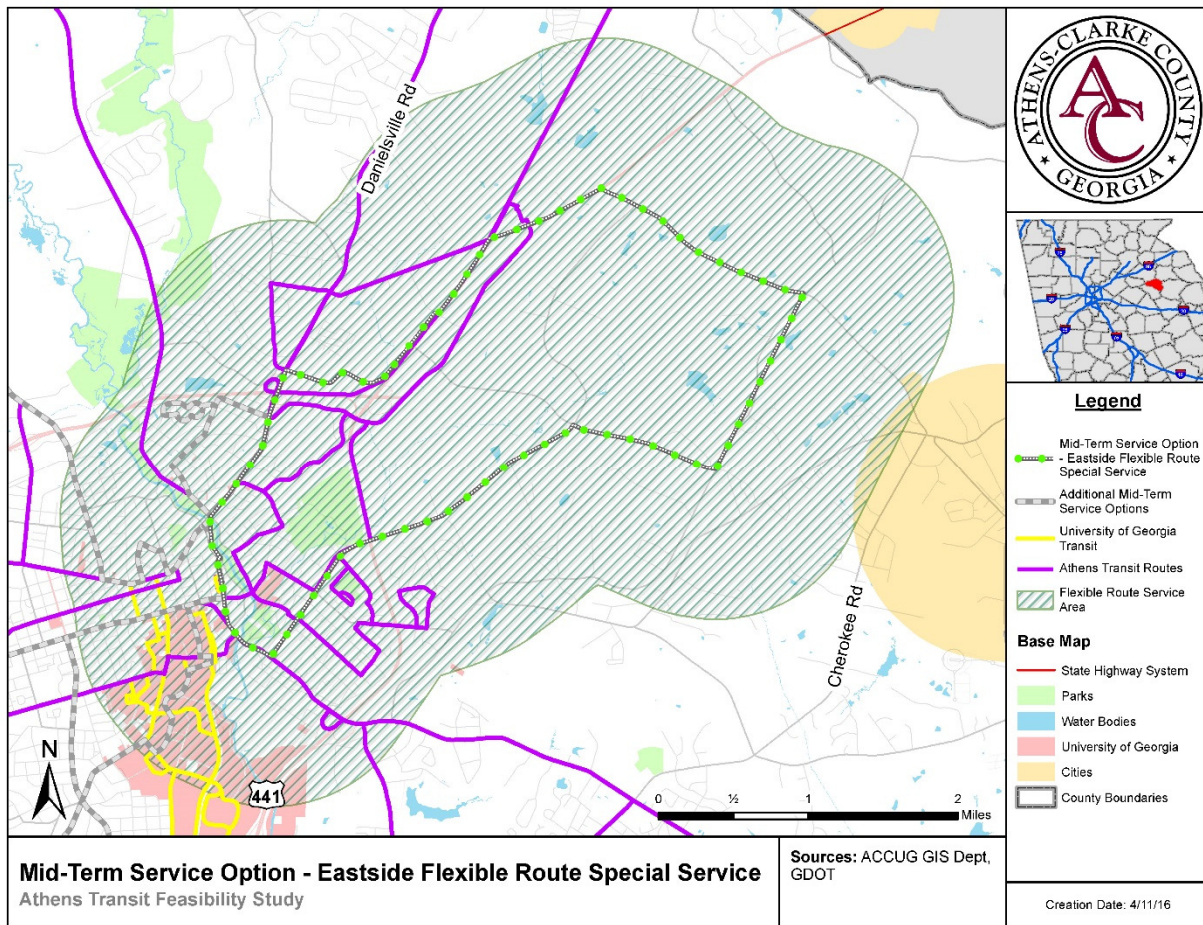 Danielsville Rd
Cherokee Rd
441
N
0 ½ 1 2
Miles
ATHENS-CLARKE COUNTY
AC
GEORGIA
Legend
Mid-Term Service Option
- Eastside Flexible Route
Special Service
Additional Mid-Term
Service Options
University of Georgia
Transit
Athens Transit Routes
Flexible Route Service
Area
Base Map
State Highway System
Parks
Water Bodies
University of Georgia
Cities
County Boundaries
Mid-Term Service Option - Eastside Flexible Route Special Service
Athens Transit Feasibility Study
Sources: ACCUG GIS Dept,
GDOT
Creation Date: 4/11/16